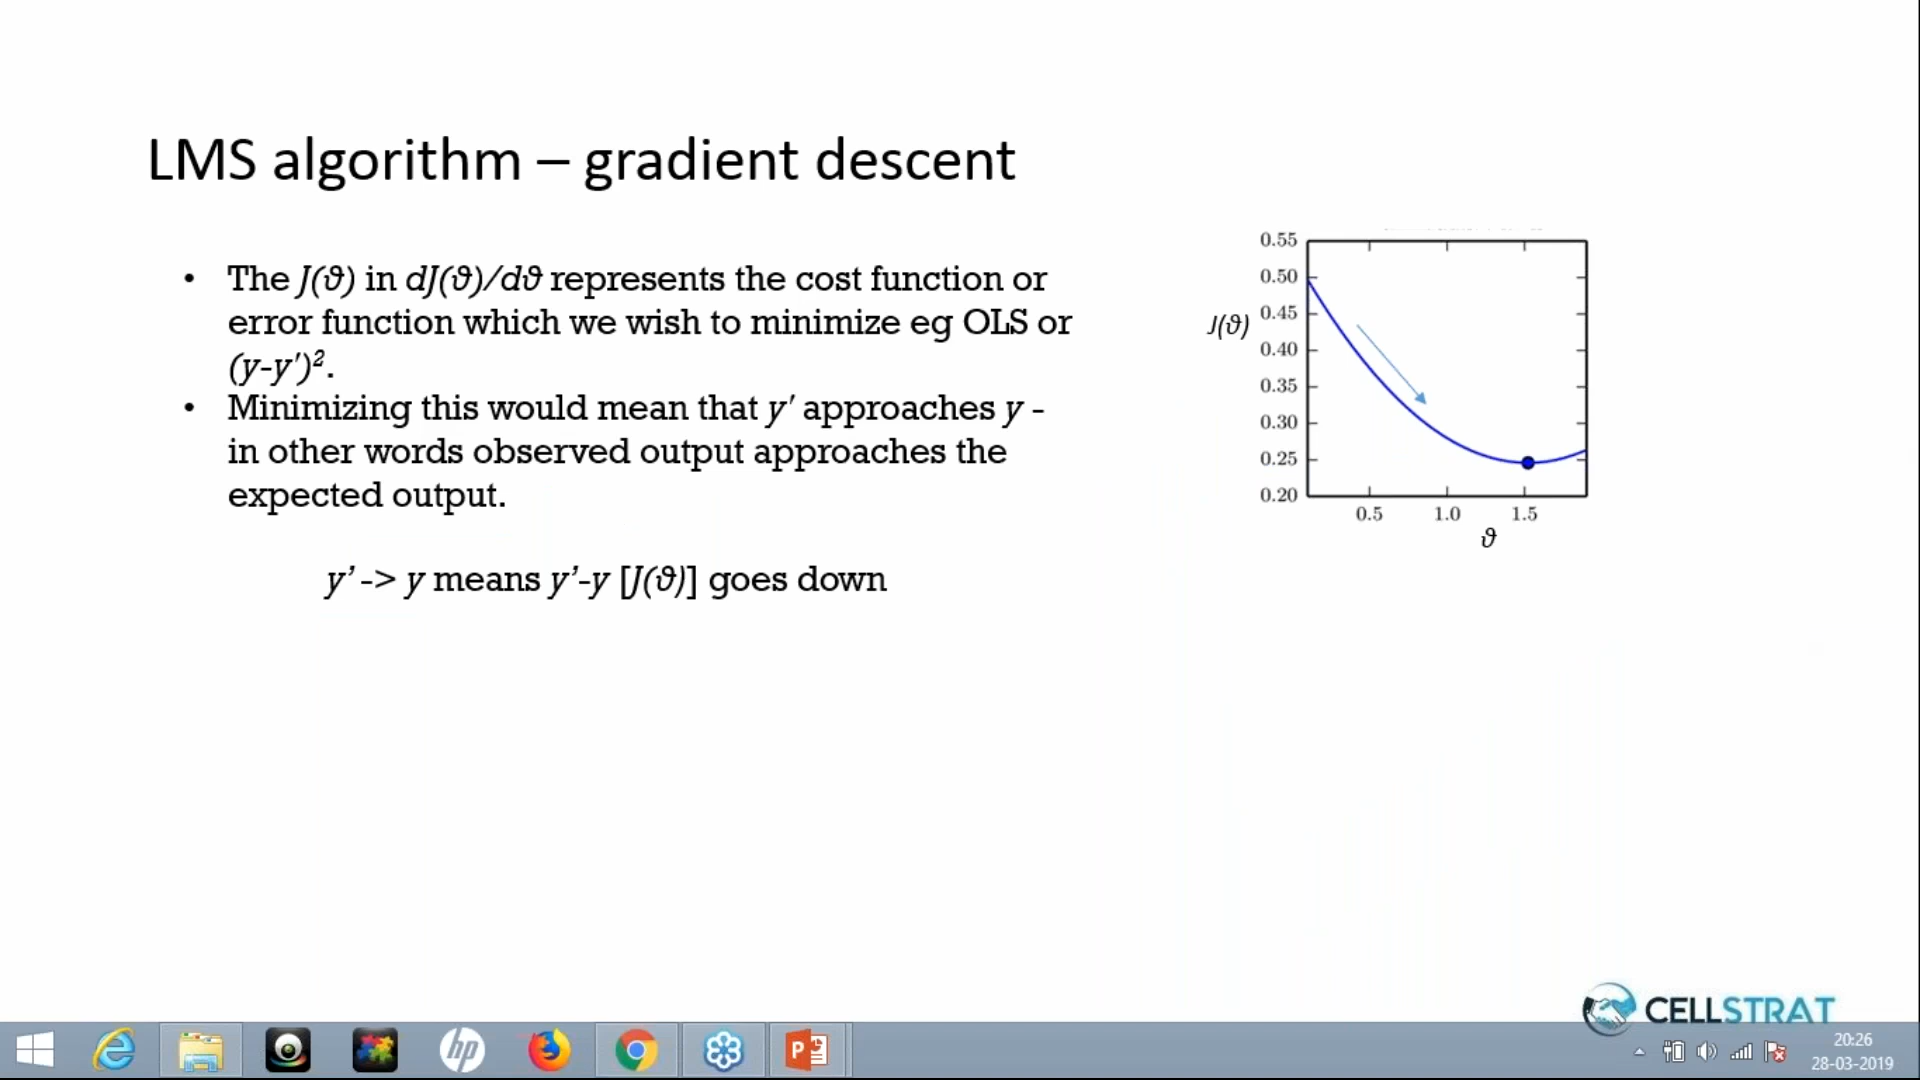 LMS algorithm – gradient descent
• The J(ϑ) in dJ(ϑ)/dϑ represents the cost function or
error function which we wish to minimize eg OLS or
(y-y')².
• Minimizing this would mean that y' approaches y -
in other words observed output approaches the
expected output.
y’ -> y means y’-y [J(ϑ)] goes down
J(ϑ)
0.55
0.50
0.45
0.40
0.35
0.30
0.25
0.20
0.5 1.0 1.5
ϑ
CELLSTRAT
hp
P
20:26
28-03-2019